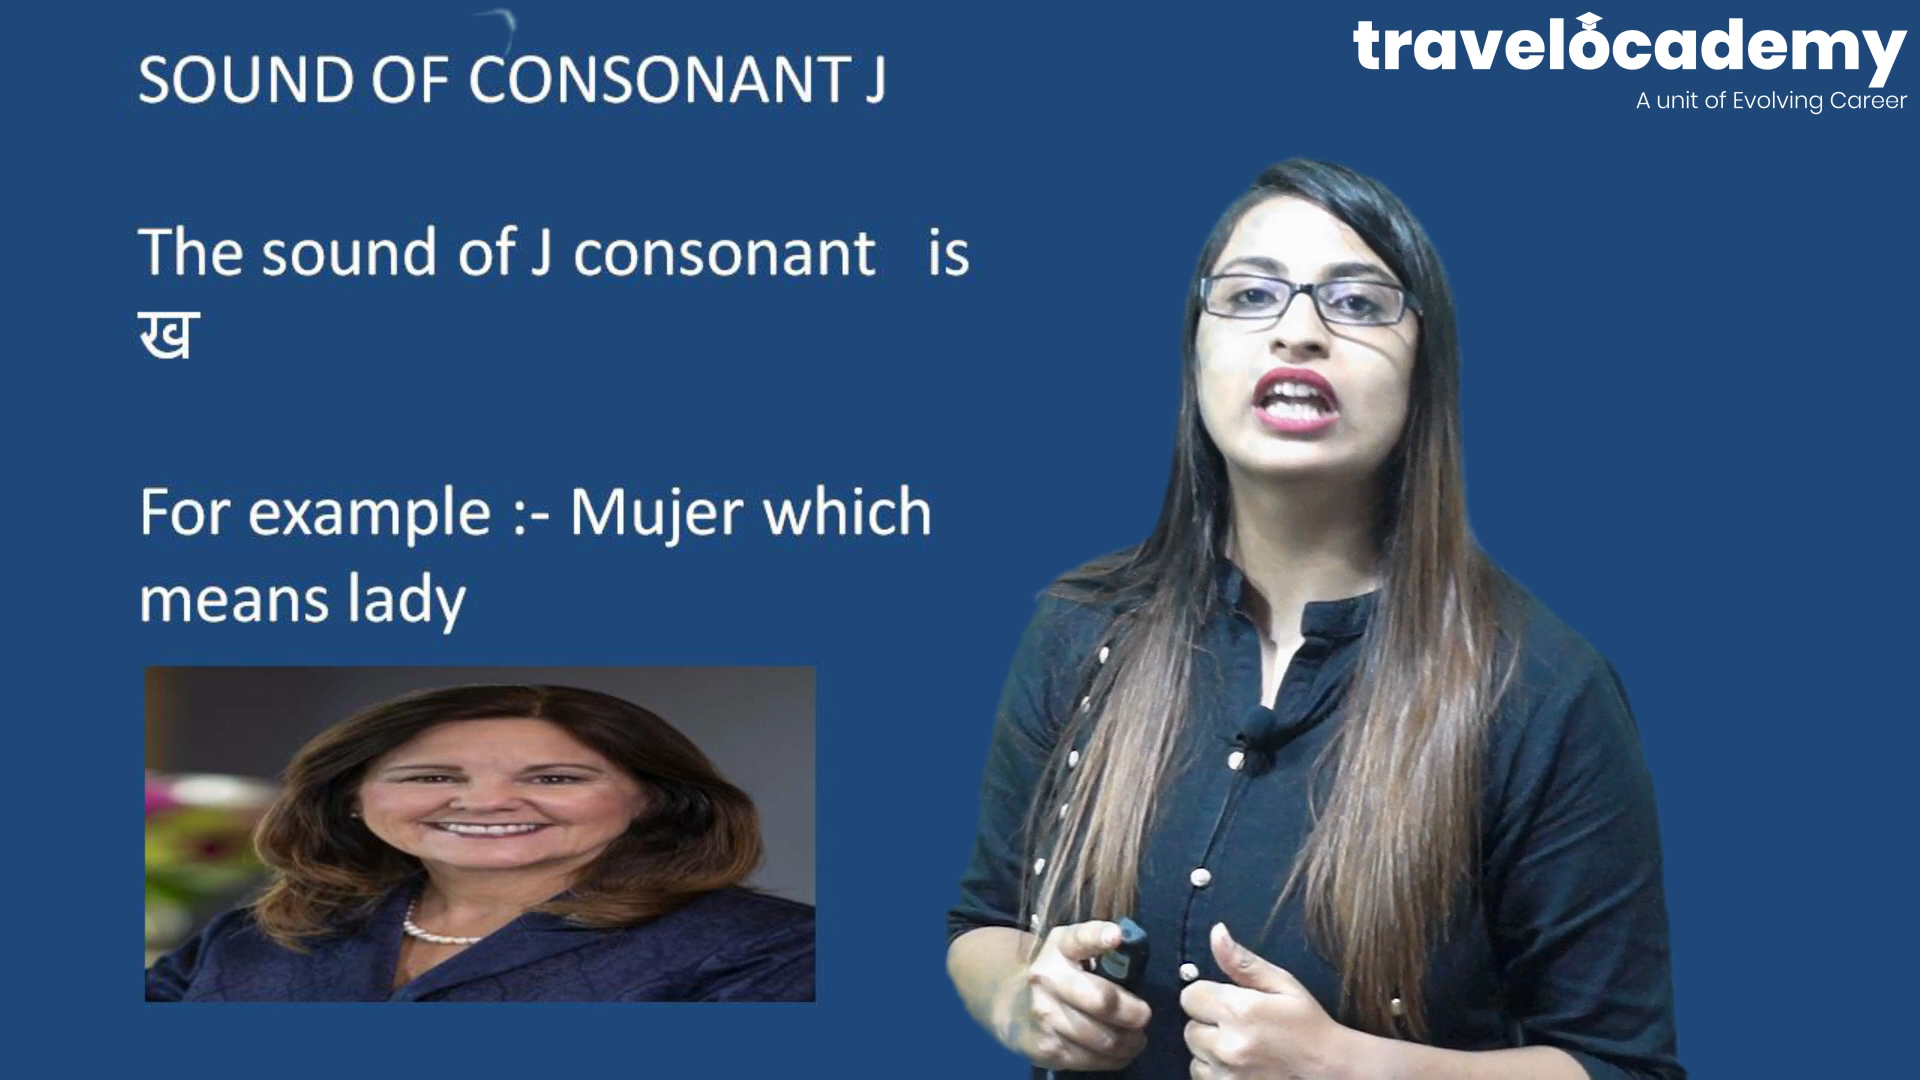 SOUND OF CONSONANT J
travelocademy
A unit of Evolving Career
The sound of J consonant is
ख
For example :- Mujer which
means lady